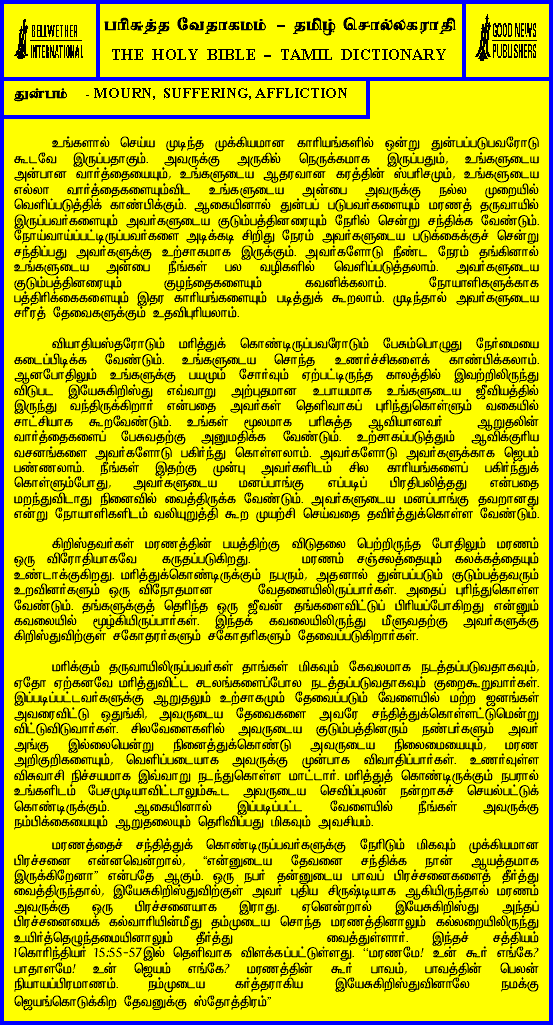 BELLWETHER
INTERNATIONAL
பரிசுத்த வேதாகமம் – தமிழ் சொல்லகராதி
THE HOLY BIBLE – TAMIL DICTIONARY
GOOD NEWS
PUBLISHERS
துன்பம் - MOURN, SUFFERING, AFFLICTION
உங்களால் செய்ய முடிந்த முக்கியமான காரியங்களில் ஒன்று துன்பப்படுபவரோடு
கூடவே இருப்பதாகும். அவருக்கு அருகில் நெருக்கமாக இருப்பதும், உங்களுடைய
அன்பான வார்த்தையையும், உங்களுடைய ஆதரவான கரத்தின் ஸ்பரிசமும், உங்களுடைய
எல்லா வார்த்தைகளையும்விட உங்களுடைய அன்பை அவருக்கு நல்ல முறையில்
வெளிப்படுத்திக் காண்பிக்கும். ஆகையினால் துன்பப் படுபவர்களையும் மரணத் தருவாயில்
இருப்பவர்களையும் அவர்களுடைய குடும்பத்தினரையும் நேரில் சென்று சந்திக்க வேண்டும்.
நோய்வாய்ப்பட்டிருப்பவர்களை அடிக்கடி சிறிது நேரம் அவர்களுடைய படுக்கைக்குச் சென்று
சந்திப்பது அவர்களுக்கு உற்சாகமாக இருக்கும். அவர்களோடு நீண்ட நேரம் தங்கினால்
உங்களுடைய அன்பை நீங்கள் பல வழிகளில் வெளிப்படுத்தலாம். அவர்களுடைய
குடும்பத்தினரையும் குழந்தைகளையும் கவனிக்கலாம். நோயாளிகளுக்காக
பத்திரிக்கைகளையும் இதர காரியங்களையும் படித்துக் கூறலாம். முடிந்தால் அவர்களுடைய
சரீரத் தேவைகளுக்கும் உதவிபுரியலாம்.
வியாதியஸ்தரோடும் மரித்துக் கொண்டிருப்பவரோடும் பேசும்பொழுது நேர்மையை
கடைப்பிடிக்க வேண்டும். உங்களுடைய சொந்த உணர்ச்சிகளைக் காண்பிக்கலாம்.
ஆனபோதிலும் உங்களுக்கு பயமும் சோர்வும் ஏற்பட்டிருந்த காலத்தில் இவற்றிலிருந்து
விடுபட இயேசுகிறிஸ்து எவ்வாறு அற்புதமான உபாயமாக உங்களுடைய ஜீவியத்தில்
இருந்து வந்திருக்கிறார் என்பதை அவர்கள் தெளிவாகப் புரிந்துகொள்ளும் வகையில்
சாட்சியாக கூறவேண்டும். உங்கள் மூலமாக பரிசுத்த ஆவியானவர் ஆறுதலின்
வார்த்தைகளைப் பேசுவதற்கு அனுமதிக்க வேண்டும். உற்சாகப்படுத்தும் ஆவிக்குரிய
வசனங்களை அவர்களோடு பகிர்ந்து கொள்ளலாம். அவர்களோடு அவர்களுக்காக ஜெபம்
பண்ணலாம். நீங்கள் இதற்கு முன்பு அவர்களிடம் சில காரியங்களைப் பகிர்ந்துக்
கொள்ளும்போது, அவர்களுடைய மனப்பாங்கு எப்படிப் பிரதிபலித்தது என்பதை
மறந்துவிடாது நினைவில் வைத்திருக்க வேண்டும். அவர்களுடைய மனப்பாங்கு தவறானது
என்று நோயாளிகளிடம் வலியுறுத்தி கூற முயற்சி செய்வதை தவிர்த்துக்கொள்ள வேண்டும்.
கிறிஸ்தவர்கள் மரணத்தின் பயத்திற்கு விடுதலை பெற்றிருந்த போதிலும் மரணம்
ஒரு விரோதியாகவே கருதப்படுகிறது. மரணம் சஞ்சலத்தையும் கலக்கத்தையும்
உண்டாக்குகிறது. மரித்துக்கொண்டிருக்கும் நபரும், அதனால் துன்பப்படும் குடும்பத்தவரும்
உறவினர்களும் ஒரு விநோதமான வேதனையிலிருப்பார்கள். அதைப் புரிந்துகொள்ள
வேண்டும். தங்களுக்குத் தெரிந்த ஒரு ஜீவன் தங்களைவிட்டுப் பிரியப்போகிறது என்னும்
கவலையில் மூழ்கியிருப்பார்கள். இந்தக் கவலையிலிருந்து மீளுவதற்கு அவர்களுக்கு
கிறிஸ்துவிற்குள் சகோதரர்களும் சகோதரிகளும் தேவைப்படுகிறார்கள்.
மரிக்கும் தருவாயிலிருப்பவர்கள் தாங்கள் மிகவும் கேவலமாக நடத்தப்படுவதாகவும்,
ஏதோ ஏற்கனவே மரித்துவிட்ட சடலங்களைப்போல நடத்தப்படுவதாகவும் குறைகூறுவார்கள்.
இப்படிப்பட்டவர்களுக்கு ஆறுதலும் உற்சாகமும் தேவைப்படும் வேளையில் மற்ற ஜனங்கள்
அவரைவிட்டு ஒதுங்கி, அவருடைய தேவைகளை அவரே சந்தித்துக்கொள்ளட்டுமென்று
விட்டுவிடுவார்கள். சிலவேளைகளில் அவருடைய குடும்பத்தினரும் நண்பர்களும் அவர்
அங்கு இல்லையென்று நினைத்துக்கொண்டு அவருடைய நிலைமையையும், மரண
அறிகுறிகளையும், வெளிப்படையாக அவருக்கு முன்பாக விவாதிப்பார்கள். உணர்வுள்ள
விசுவாசி நிச்சயமாக இவ்வாறு நடந்துகொள்ள மாட்டார். மரித்துத் கொண்டிருக்கும் நபரால்
உங்களிடம் பேசமுடியாவிட்டாலும்கூட அவருடைய செவிப்புலன் நன்றாகச் செயல்பட்டுக்
கொண்டிருக்கும். ஆகையினால் இப்படிப்பட்ட வேளையில் நீங்கள் அவருக்கு
நம்பிக்கையையும் ஆறுதலையும் தெரிவிப்பது மிகவும் அவசியம்.
மரணத்தைச் சந்தித்துக் கொண்டிருப்பவர்களுக்கு நேரிடும் மிகவும் முக்கியமான
பிரச்சனை என்னவென்றால், “என்னுடைய தேவனை சந்திக்க நான் ஆயத்தமாக
இருக்கிறேனா” என்பதே ஆகும். ஒரு நபர் தன்னுடைய பாவப் பிரச்சனைகளைத் தீர்த்து
வைத்திருந்தால், இயேசுகிறிஸ்துவிற்குள் அவர் புதிய சிருஷ்டியாக ஆகியிருந்தால் மரணம்
அவருக்கு ஒரு பிரச்சனையாக இராது. ஏனென்றால் இயேசுகிறிஸ்து அந்தப்
பிரச்சனையைக் கல்வாரியின்மீது தம்முடைய சொந்த மரணத்தினாலும் கல்லறையிலிருந்து
உயிர்த்தெழுந்தமையினாலும் தீர்த்து வைத்துள்ளார். இந்தச் சத்தியம்
1கொரிந்தியர் 15:55-57இல் தெளிவாக விளக்கப்பட்டுள்ளது. “மரணமே! உன் கூர் எங்கே?
பாதாளமே! உன் ஜெயம் எங்கே? மரணத்தின் கூர் பாவம், பாவத்தின் பெலன்
நியாயப்பிரமாணம். நம்முடைய கர்த்தராகிய இயேசுகிறிஸ்துவினாலே நமக்கு
ஜெயங்கொடுக்கிற தேவனுக்கு ஸ்தோத்திரம்”